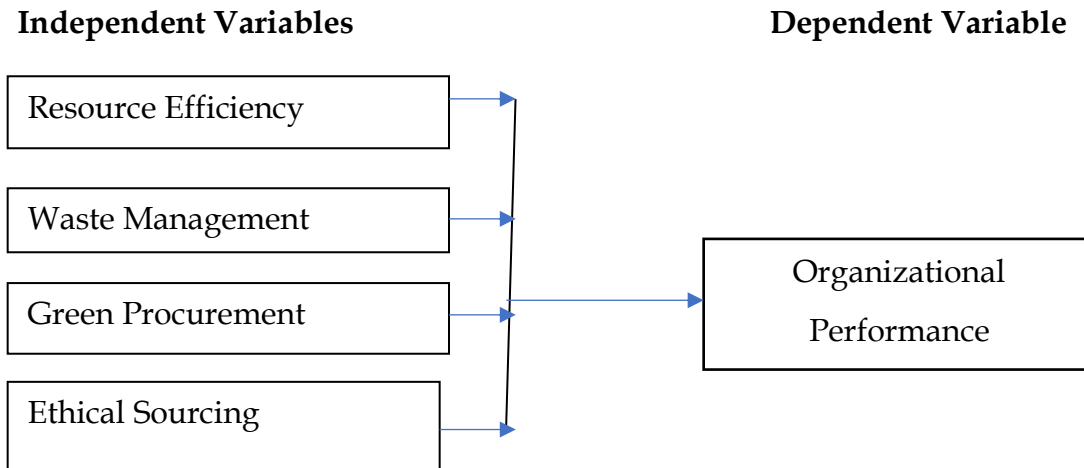 Independent Variables
Dependent Variable
Resource Efficiency
Waste Management
Green Procurement
Ethical Sourcing
Organizational
Performance